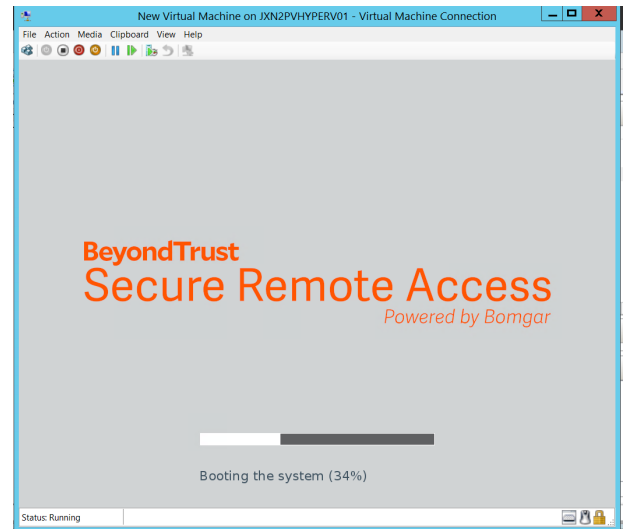 New Virtual Machine on JXN2PVHYPERV01 - Virtual Machine Connection
File Action Media Clipboard View Help
BeyondTrust
Secure Remote Access
Powered by Bomgar
Booting the system (34%)
Status: Running